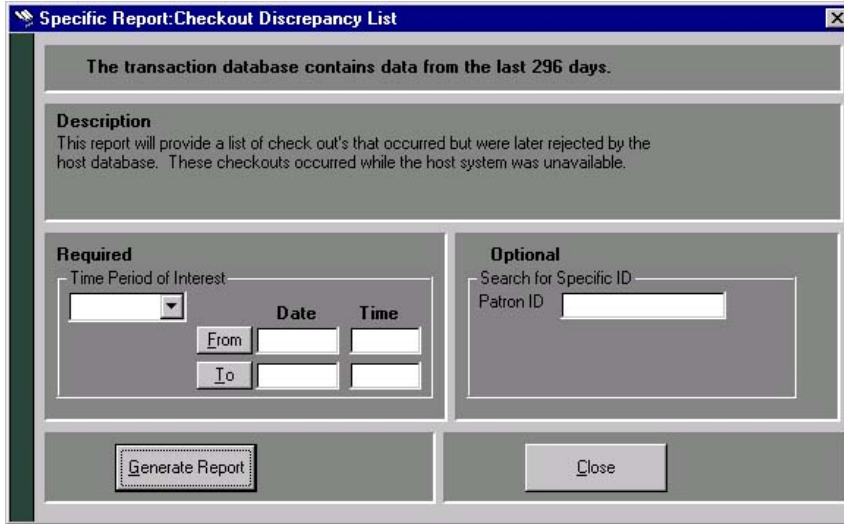 Specific Report:Checkout Discrepancy List
The transaction database contains data from the last 296 days.
Description
This report will provide a list of check out's that occurred but were later rejected by the
host database. These checkouts occurred while the host system was unavailable.
Required
Time Period of Interest
Date Time
From
To
Optional
Search for Specific ID
Patron ID
Generate Report
Close